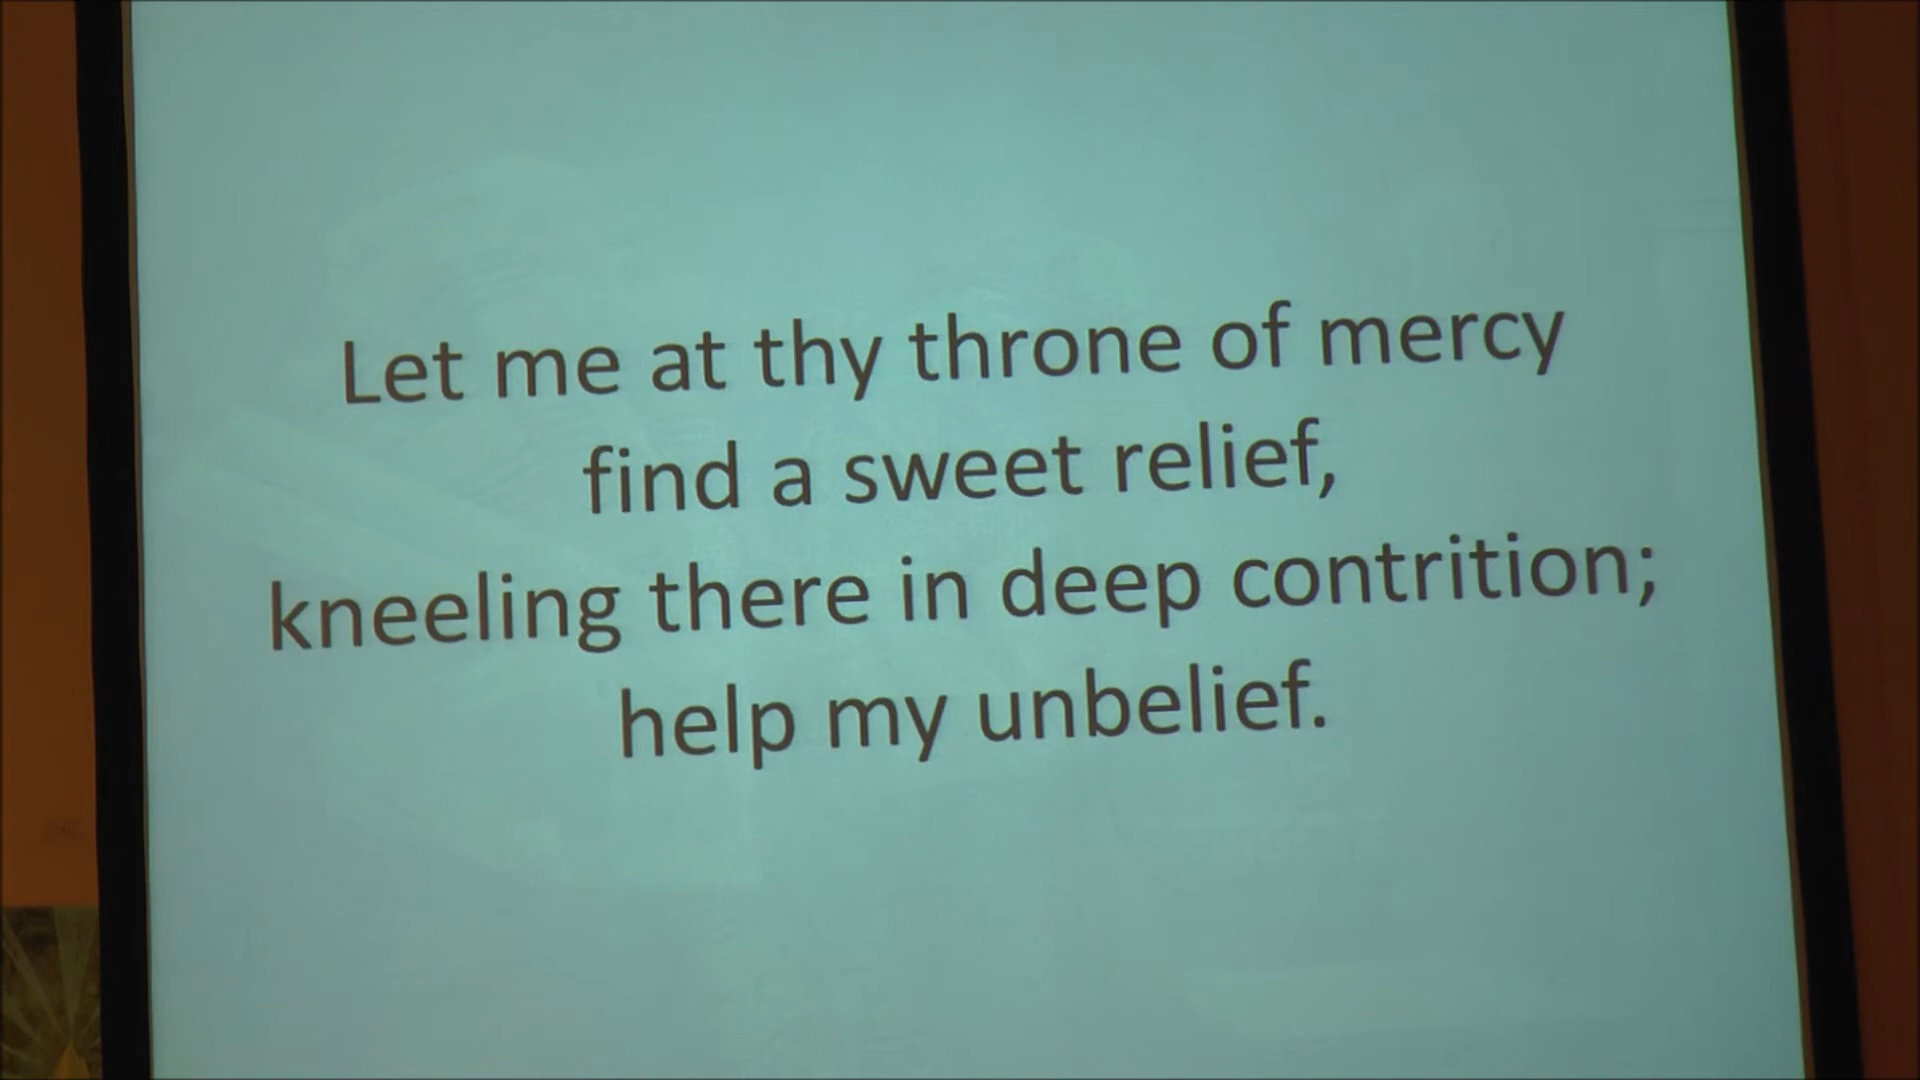 Let me at thy throne of mercy
find a sweet relief,
kneeling there in deep contrition;
help my unbelief.